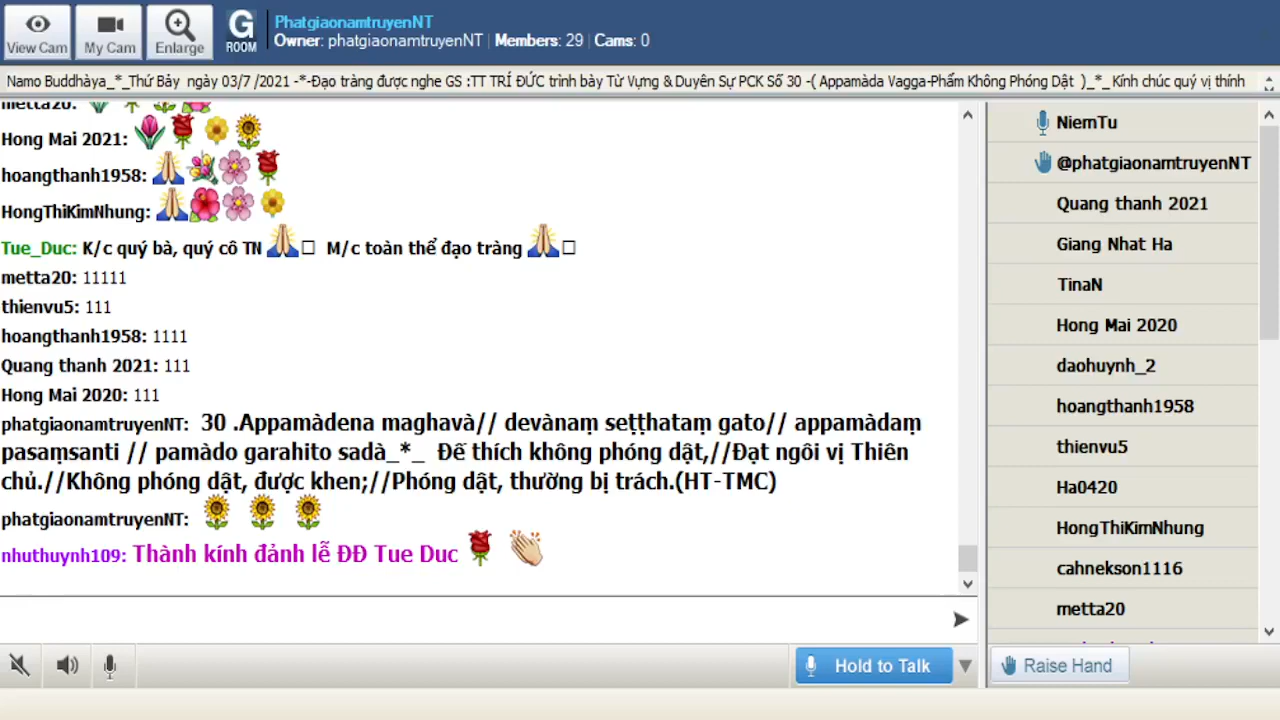 View Cam
My Cam
Enlarge
G
ROOM
PhatgiaonamtruyenNT
Owner: phatgiaonamtruyenNT | Members: 29 | Cams: 0
Namo Buddhàya_*_Thứ Bảy ngày 03/7 /2021 -*-Đạo tràng được nghe GS :TT TRÍ ĐỨC trình bày Từ Vựng & Duyên Sự PCK Số 30 -( Appamàda Vagga-Phẩm Không Phóng Dật )_*_Kính chúc quý vị thính
metta20:
Hong Mai 2021:
hoangthanh1958:
HongThiKimNhung:
Tue_Duc: K/c quý bà, quý cô TN M/c toàn thể đạo tràng
metta20: 11111
thienvu5: 111
hoangthanh1958: 1111
Quang thanh 2021: 111
Hong Mai 2020: 111
phatgiaonamtruyenNT: 30 .Appamàdena maghavà// devànaṃ seṭṭhataṃ gato// appamàdaṃ
pasaṃsanti // pamàdo garahito sadà_*_ Đế thích không phóng dật,//Đạt ngôi vị Thiên
chủ.//Không phóng dật, được khen;//Phóng dật, thường bị trách.(HT-TMC)
phatgiaonamtruyenNT:
nhuthuynh109: Thành kính đảnh lễ ĐĐ Tue Duc
NiemTu
@phatgiaonamtruyenNT
Quang thanh 2021
Giang Nhat Ha
TinaN
Hong Mai 2020
daohuynh_2
hoangthanh1958
thienvu5
Ha0420
HongThiKimNhung
cahnekson1116
metta20
Hold to Talk
Raise Hand